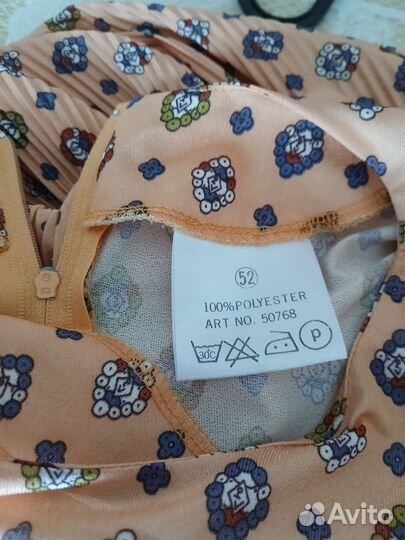 52
100% POLYESTER
ART NO. 50768
30C P
Avito